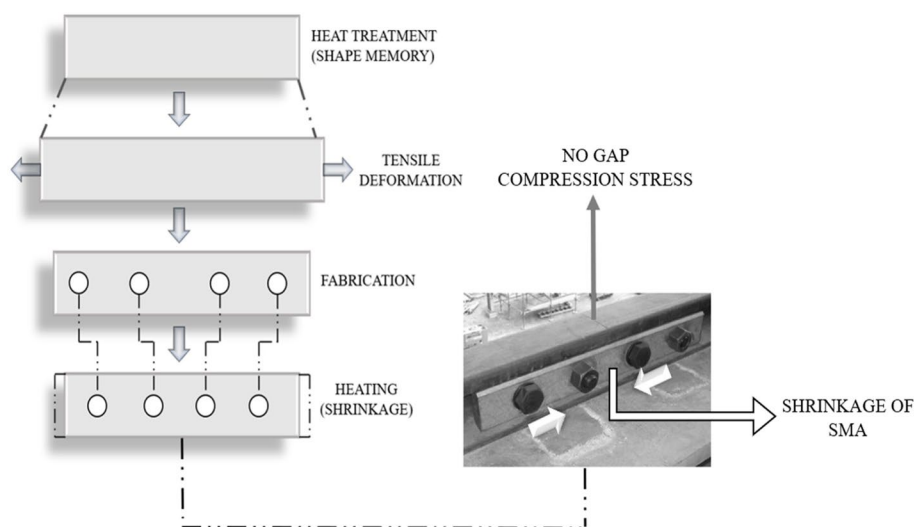 HEAT TREATMENT
(SHAPE MEMORY)
TENSILE
DEFORMATION
NO GAP
COMPRESSION STRESS
FABRICATION
HEATING
(SHRINKAGE)
SHRINKAGE OF
SMA